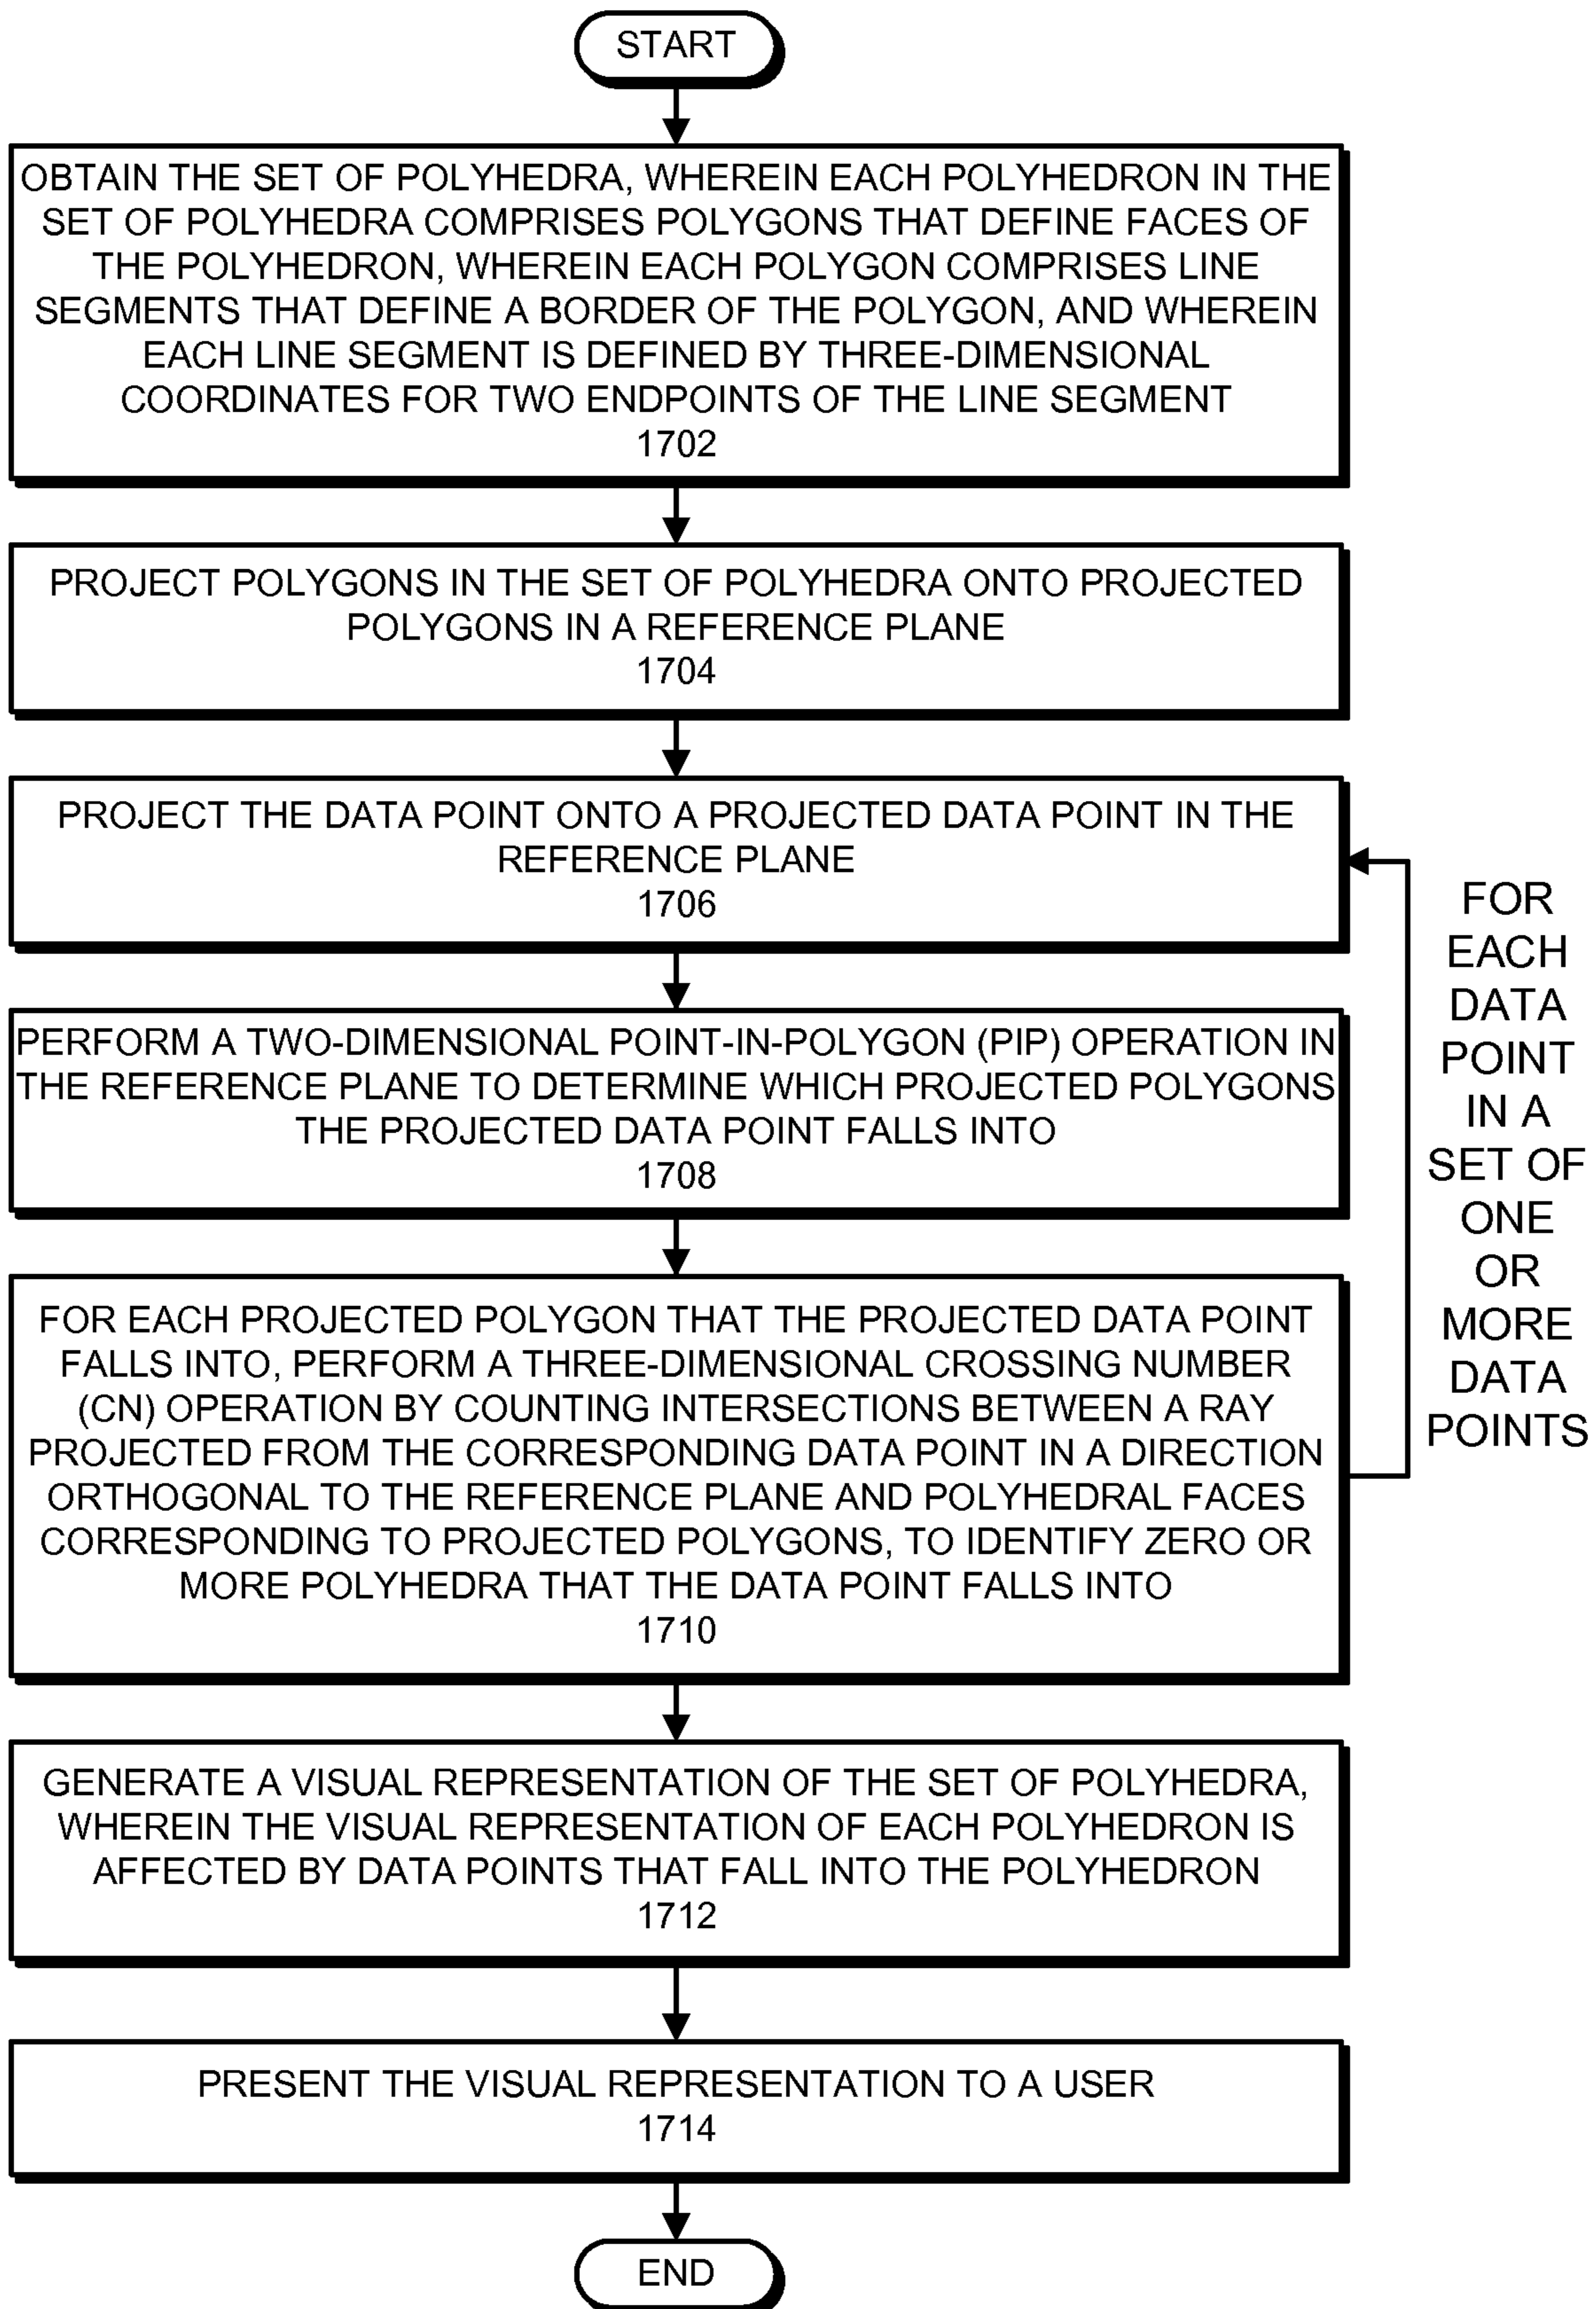 START
OBTAIN THE SET OF POLYHEDRA, WHEREIN EACH POLYHEDRON IN THE
SET OF POLYHEDRA COMPRISES POLYGONS THAT DEFINE FACES OF
THE POLYHEDRON, WHEREIN EACH POLYGON COMPRISES LINE
SEGMENTS THAT DEFINE A BORDER OF THE POLYGON, AND WHEREIN
EACH LINE SEGMENT IS DEFINED BY THREE-DIMENSIONAL
COORDINATES FOR TWO ENDPOINTS OF THE LINE SEGMENT
1702
PROJECT POLYGONS IN THE SET OF POLYHEDRA ONTO PROJECTED
POLYGONS IN A REFERENCE PLANE
1704
PROJECT THE DATA POINT ONTO A PROJECTED DATA POINT IN THE
REFERENCE PLANE
1706
PERFORM A TWO-DIMENSIONAL POINT-IN-POLYGON (PIP) OPERATION IN
THE REFERENCE PLANE TO DETERMINE WHICH PROJECTED POLYGONS
THE PROJECTED DATA POINT FALLS INTO
1708
FOR EACH PROJECTED POLYGON THAT THE PROJECTED DATA POINT
FALLS INTO, PERFORM A THREE-DIMENSIONAL CROSSING NUMBER
(CN) OPERATION BY COUNTING INTERSECTIONS BETWEEN A RAY
PROJECTED FROM THE CORRESPONDING DATA POINT IN A DIRECTION
ORTHOGONAL TO THE REFERENCE PLANE AND POLYHEDRAL FACES
CORRESPONDING TO PROJECTED POLYGONS, TO IDENTIFY ZERO OR
MORE POLYHEDRA THAT THE DATA POINT FALLS INTO
1710
FOR
EACH
DATA
POINT
IN A
SET OF
ONE
OR
MORE
DATA
POINTS
GENERATE A VISUAL REPRESENTATION OF THE SET OF POLYHEDRA,
WHEREIN THE VISUAL REPRESENTATION OF EACH POLYHEDRON IS
AFFECTED BY DATA POINTS THAT FALL INTO THE POLYHEDRON
1712
PRESENT THE VISUAL REPRESENTATION TO A USER
1714
END